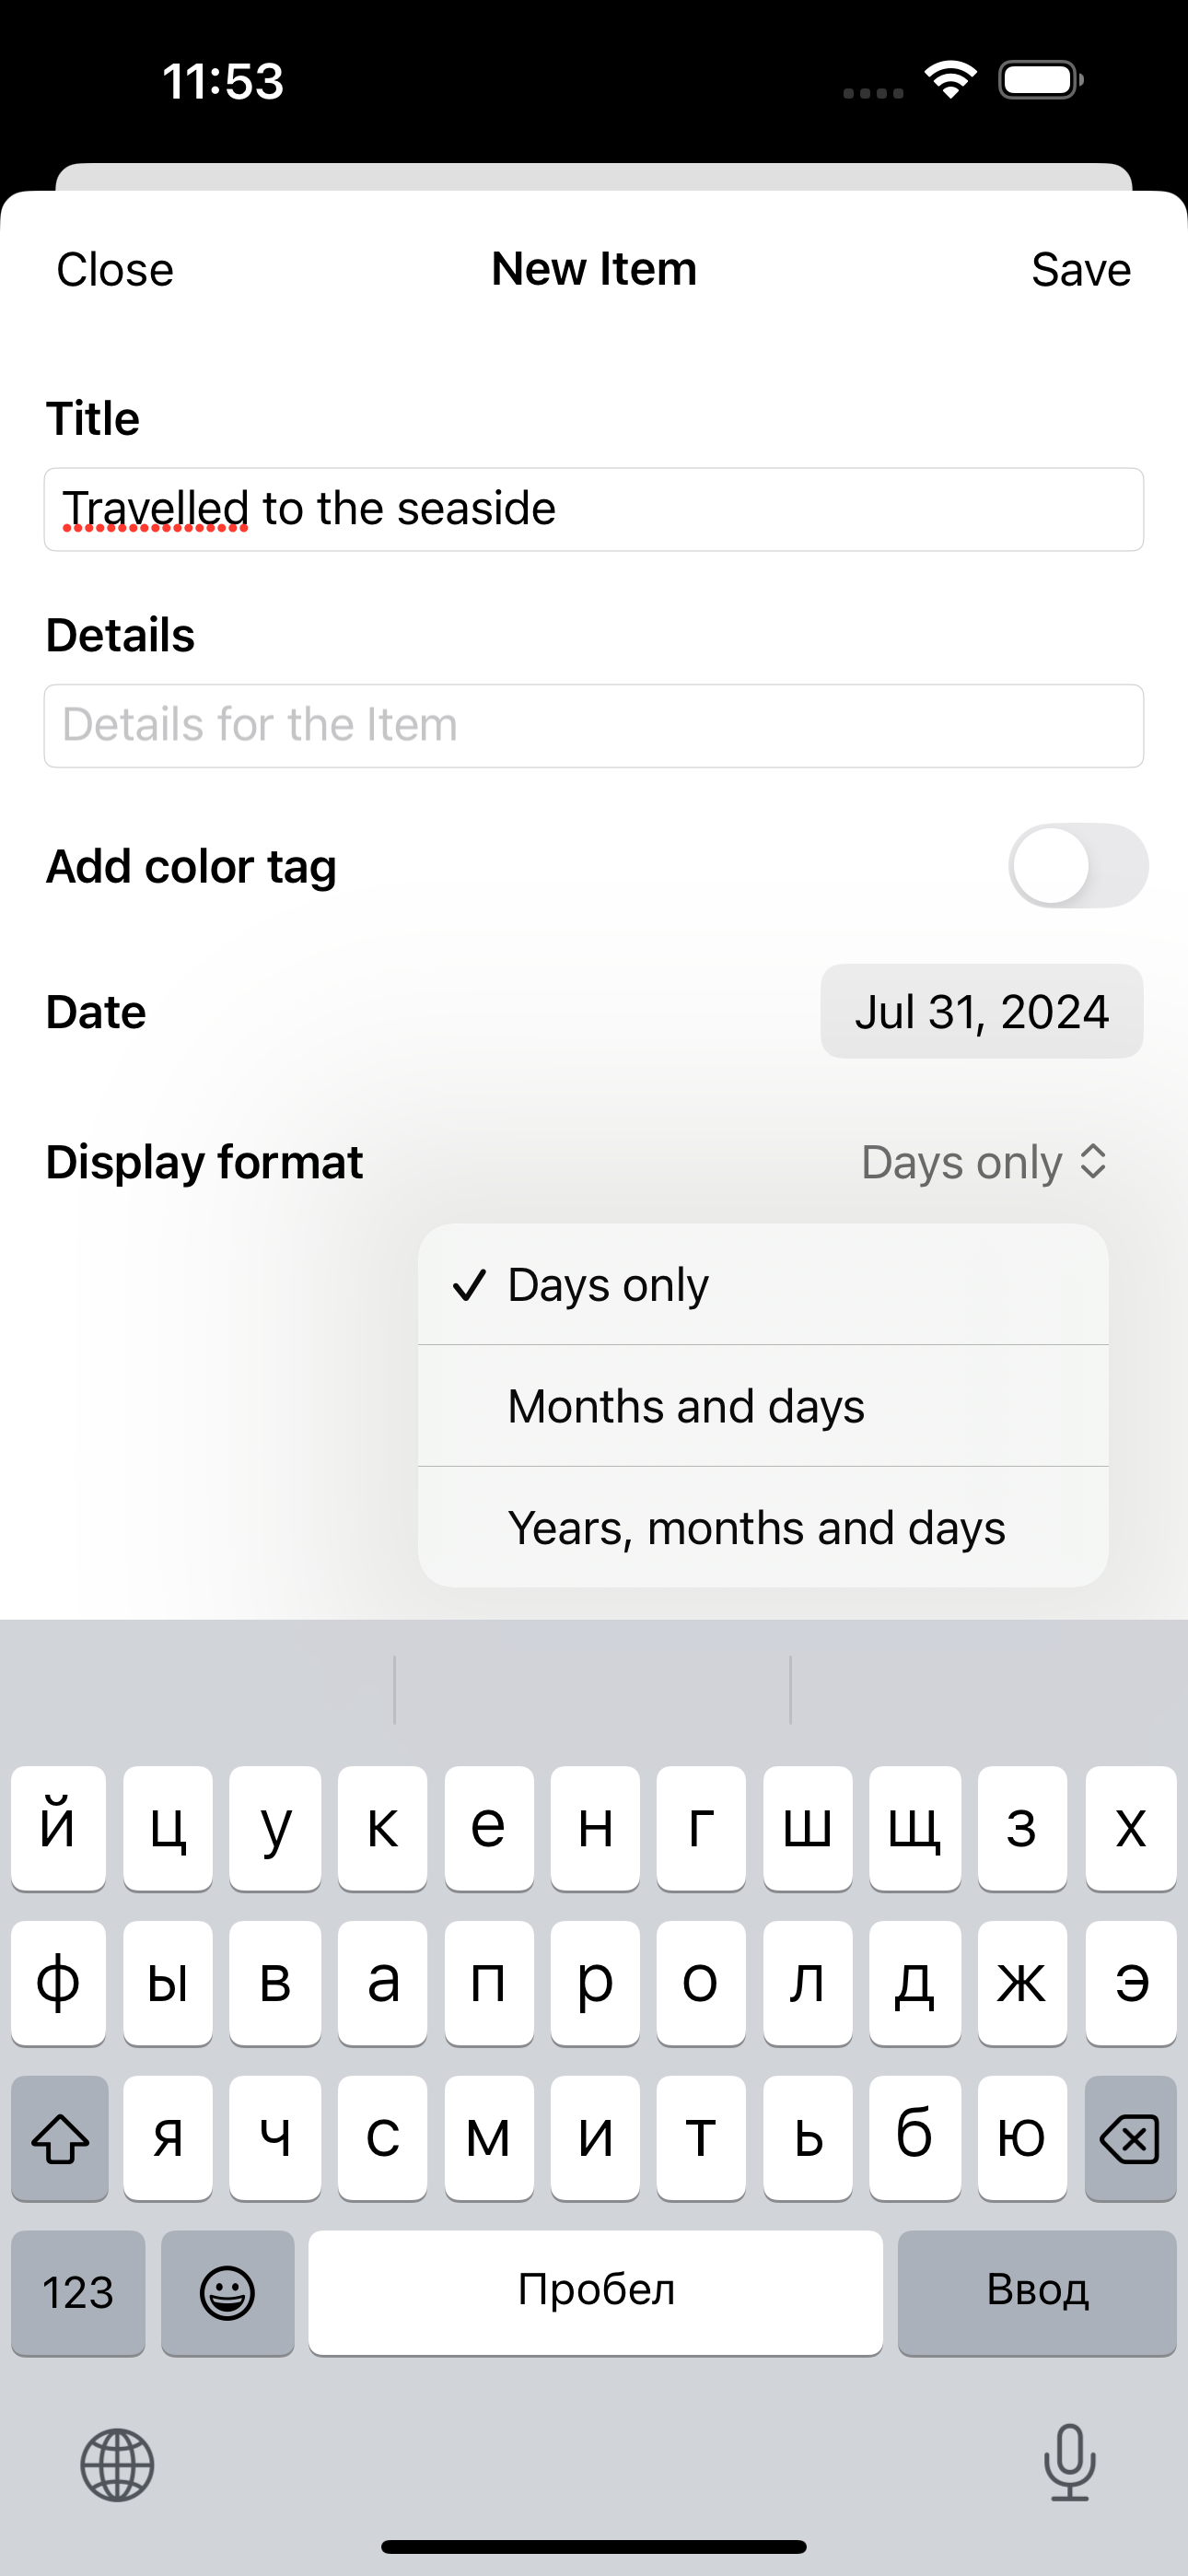 11:53
Close New Item Save
Title
Travelled to the seaside
Details
Details for the Item
Add color tag
Date Jul 31, 2024
Display format Days only
Days only
Months and days
Years, months and days
й ц у к е н г ш щ з х
ф ы в а п р о л д ж э
я ч с м и т ь б ю
123 Пробел Ввод